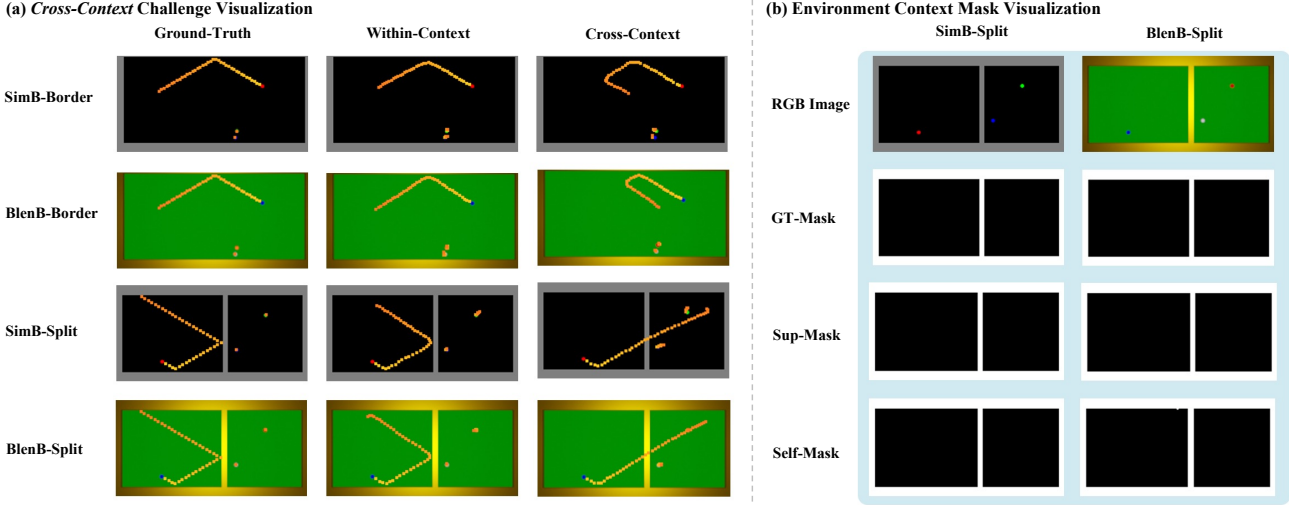 (a) Cross-Context Challenge Visualization
Ground-Truth Within-Context Cross-Context
SimB-Border
BlenB-Border
SimB-Split
BlenB-Split
(b) Environment Context Mask Visualization
SimB-Split BlenB-Split
RGB Image
GT-Mask
Sup-Mask
Self-Mask